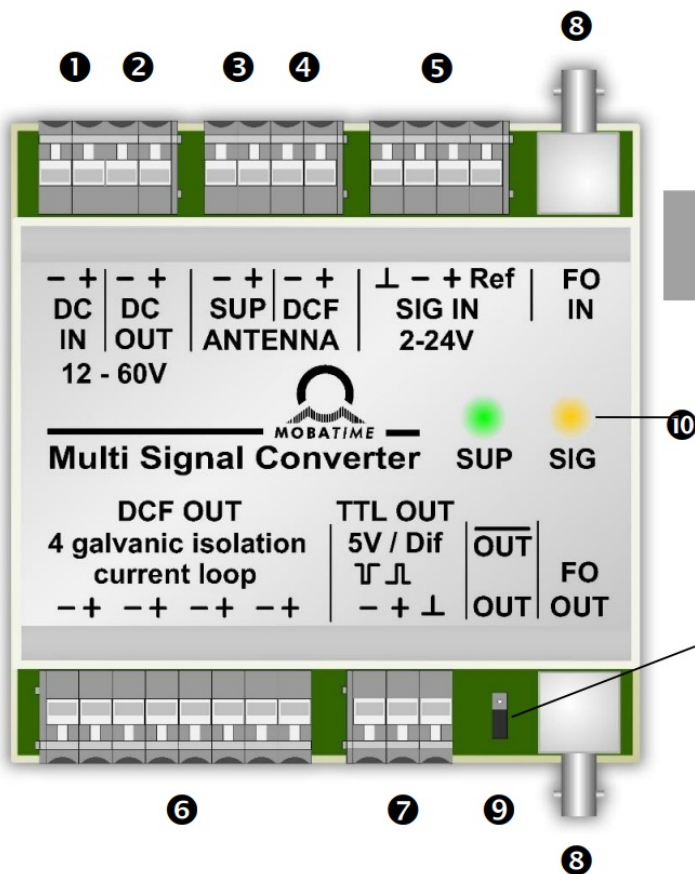 ❶ ❷ ❸ ❹ ❺ ❽
− + − + − + − + ⊥ − + Ref FO
DC DC SUP DCF SIG IN IN
IN OUT ANTENNA 2-24V
12 - 60V
MOBATIME
❿
Multi Signal Converter SUP SIG
DCF OUT TTL OUT
4 galvanic isolation 5V / Dif OUT
current loop FO
− + − + − + − + − + ⊥ OUT OUT
❻ ❼ ❾
❽